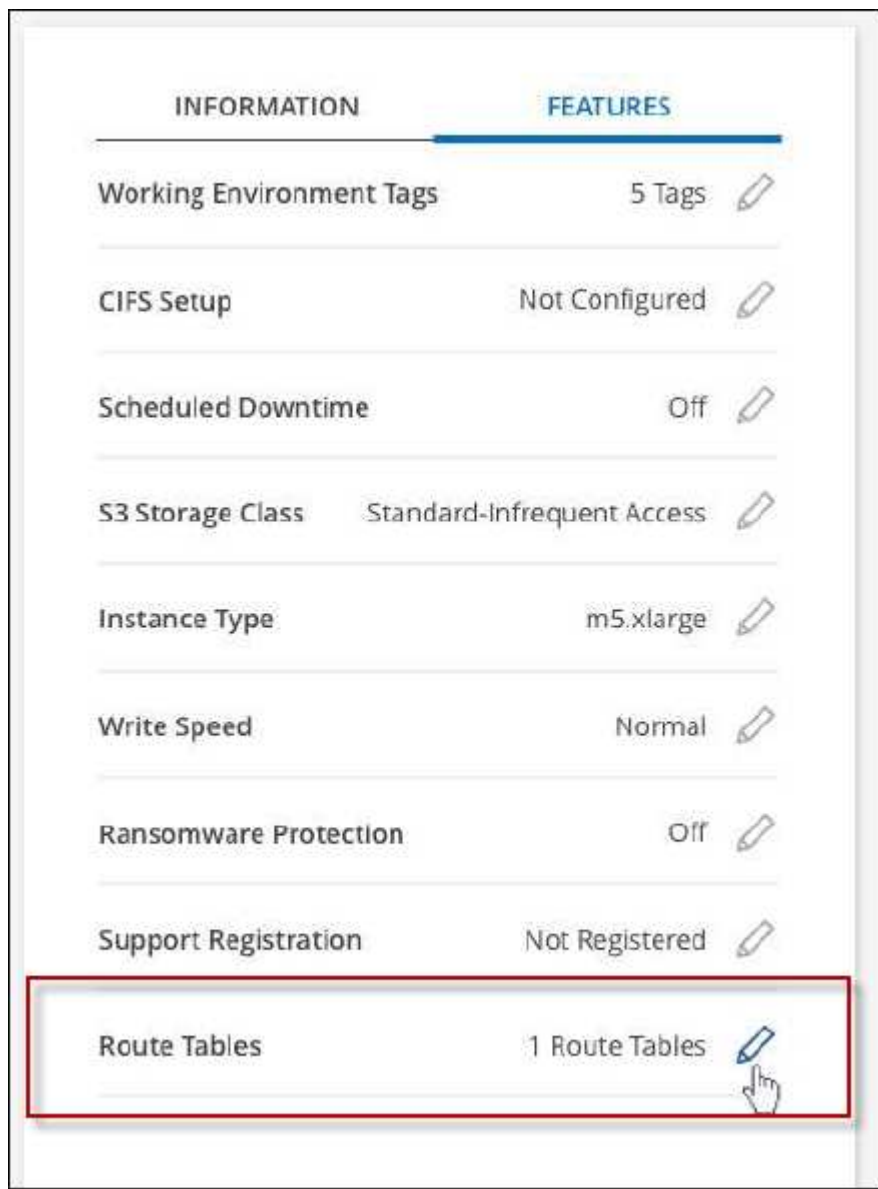 INFORMATION FEATURES
Working Environment Tags 5 Tags
CIFS Setup Not Configured
Scheduled Downtime Off
S3 Storage Class Standard-Infrequent Access
Instance Type m5.xlarge
Write Speed Normal
Ransomware Protection Off
Support Registration Not Registered
Route Tables 1 Route Tables